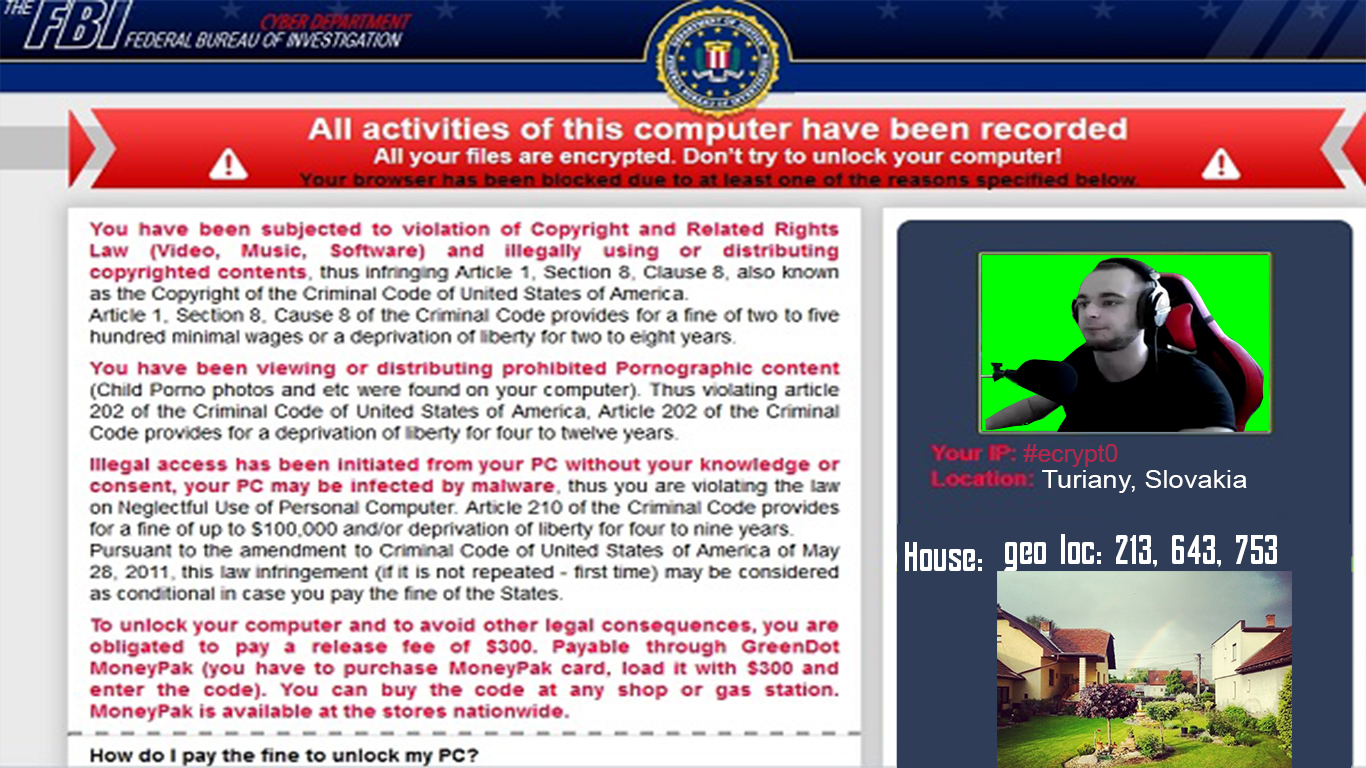 THE
FBI CYBER DEPARTMENT
FEDERAL BUREAU OF INVESTIGATION
All activities of this computer have been recorded
All your files are encrypted. Don't try to unlock your computer!
Your browser has been blocked due to at least one of the reasons specified below.
You have been subjected to violation of Copyright and Related Rights
Law (Video, Music, Software) and illegally using or distributing
copyrighted contents, thus infringing Article 1, Section 8, Clause 8, also known
as the Copyright of the Criminal Code of United States of America.
Article 1, Section 8, Cause 8 of the Criminal Code provides for a fine of two to five
hundred minimal wages or a deprivation of liberty for two to eight years.
You have been viewing or distributing prohibited Pornographic content
(Child Porno photos and etc were found on your computer). Thus violating article
202 of the Criminal Code of United States of America, Article 202 of the Criminal
Code provides for a deprivation of liberty for four to twelve years.
Illegal access has been initiated from your PC without your knowledge or
consent, your PC may be infected by malware, thus you are violating the law
on Neglectful Use of Personal Computer. Article 210 of the Criminal Code provides
for a fine of up to $100,000 and/or deprivation of liberty for four to nine years.
Pursuant to the amendment to Criminal Code of United States of America of May
28, 2011, this law infringement (if it is not repeated - first time) may be considered
as conditional in case you pay the fine of the States.
To unlock your computer and to avoid other legal consequences, you are
obligated to pay a release fee of $300. Payable through GreenDot
MoneyPak (you have to purchase MoneyPak card, load it with $300 and
enter the code). You can buy the code at any shop or gas station.
MoneyPak is available at the stores nationwide.
How do I pay the fine to unlock my PC?
Your IP: #ecrypt0
Location: Turiany, Slovakia
House: geo loc: 213, 643, 753